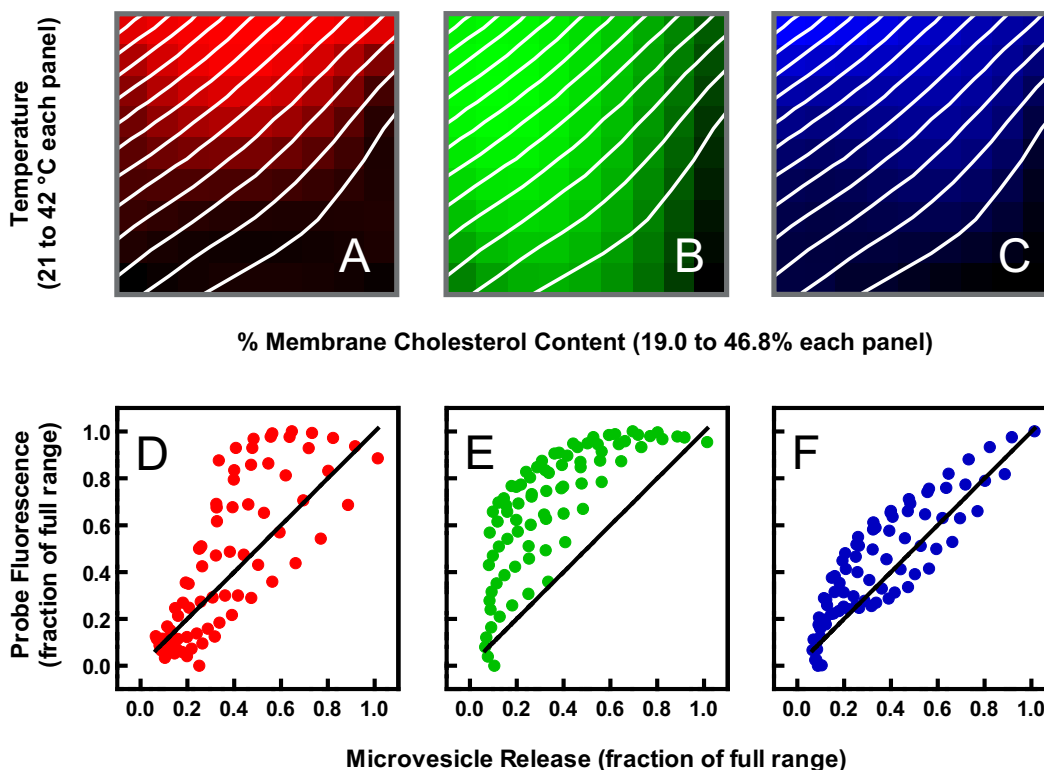 Temperature
(21 to 42 °C each panel)
A
B
C
% Membrane Cholesterol Content (19.0 to 46.8% each panel)
Probe Fluorescence
(fraction of full range)
1.0
0.8
0.6
0.4
0.2
0.0
D
E
F
0.0 0.2 0.4 0.6 0.8 1.0
0.0 0.2 0.4 0.6 0.8 1.0
0.0 0.2 0.4 0.6 0.8 1.0
Microvesicle Release (fraction of full range)